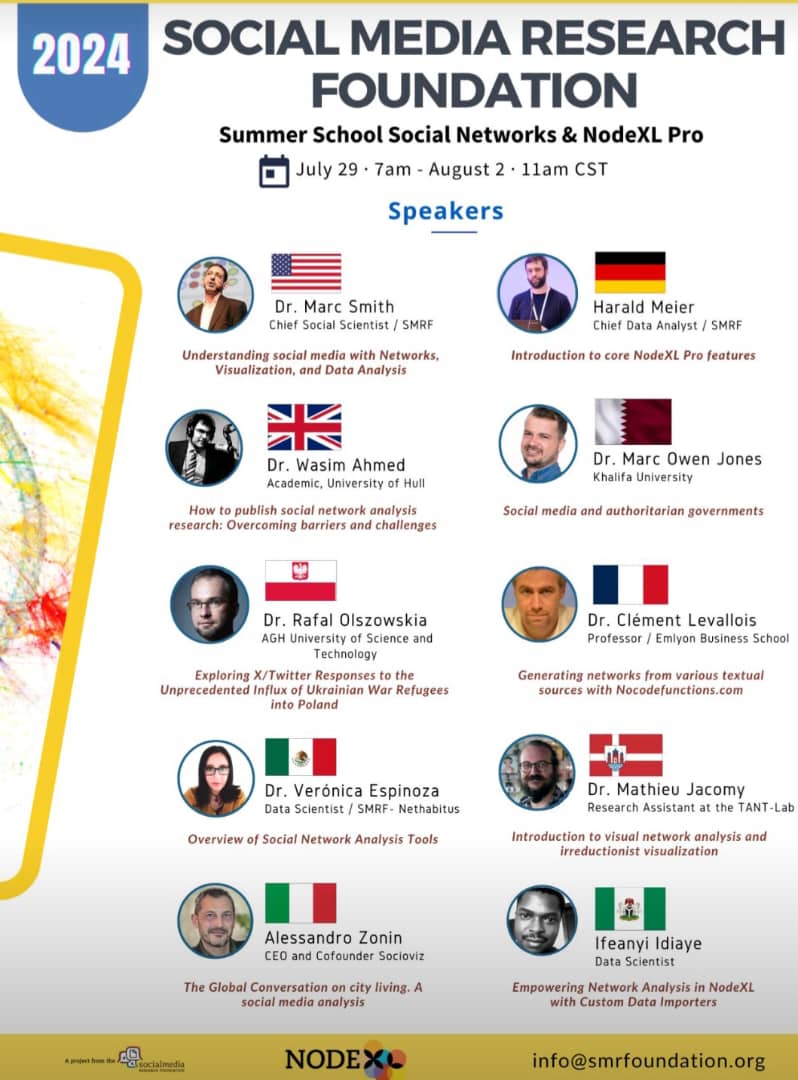 2024
SOCIAL MEDIA RESEARCH
FOUNDATION
Summer School Social Networks & NodeXL Pro
July 29 · 7am - August 2 · 11am CST
Speakers
Dr. Marc Smith
Chief Social Scientist / SMRF
Understanding social media with Networks,
Visualization, and Data Analysis
Harald Meier
Chief Data Analyst / SMRF
Introduction to core NodeXL Pro features
Dr. Wasim Ahmed
Academic, University of Hull
How to publish social network analysis
research: Overcoming barriers and challenges
Dr. Marc Owen Jones
Khalifa University
Social media and authoritarian governments
Dr. Rafal Olszowskia
AGH University of Science and
Technology
Exploring X/Twitter Responses to the
Unprecedented Influx of Ukrainian War Refugees
into Poland
Dr. Clément Levallois
Professor / Emlyon Business School
Generating networks from various textual
sources with Nocodefunctions.com
Dr. Verónica Espinoza
Data Scientist / SMRF- Nethabitus
Overview of Social Network Analysis Tools
Dr. Mathieu Jacomy
Research Assistant at the TANT-Lab
Introduction to visual network analysis and
irreductionist visualization
Alessandro Zonin
CEO and Cofounder Socioviz
The Global Conversation on city living. A
social media analysis
Ifeanyi Idiaye
Data Scientist
Empowering Network Analysis in NodeXL
with Custom Data Importers
A project from the
socialmedia
RESEARCH FOUNDATION
NODEXL
info@smrfoundation.org